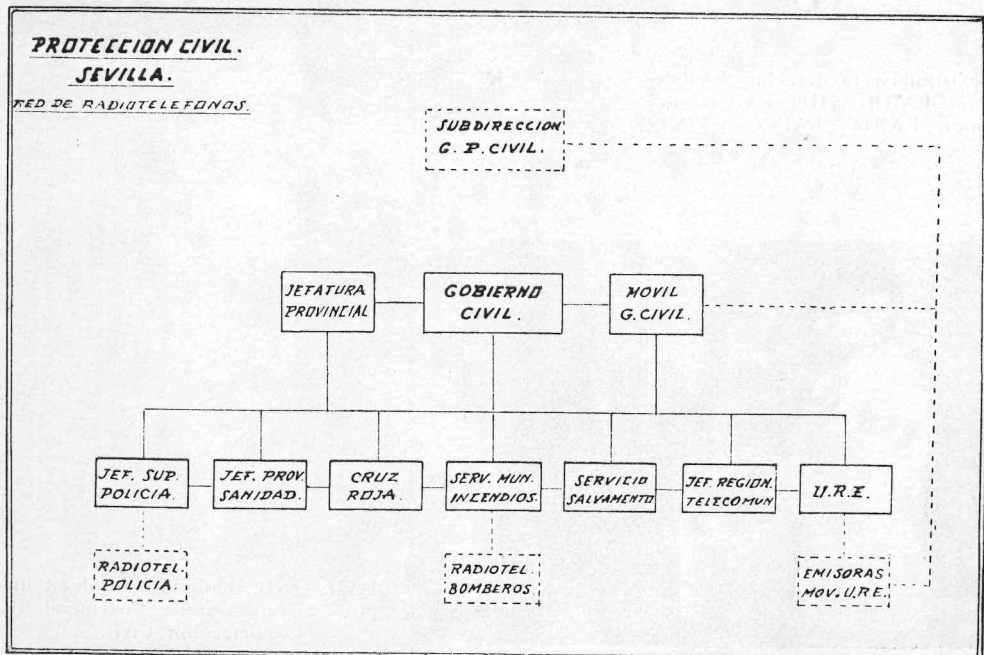 PROTECCION CIVIL.
SEVILLA.
RED DE RADIOTELEFONOS.
SUBDIRECCION
G. P. CIVIL.
JEFATURA
PROVINCIAL
GOBIERNO
CIVIL.
MOVIL
G. CIVIL.
JEF. SUP.
POLICIA.
JEF. PROV.
SANIDAD.
CRUZ
ROJA.
SERV. MUN.
INCENDIOS.
SERVICIO
SALVAMENTO
JEF. REGION.
TELECOMUN
U.R.E.
RADIOTEL.
POLICIA.
RADIOTEL.
BOMBEROS.
EMISORAS
MOV. U.R.E.